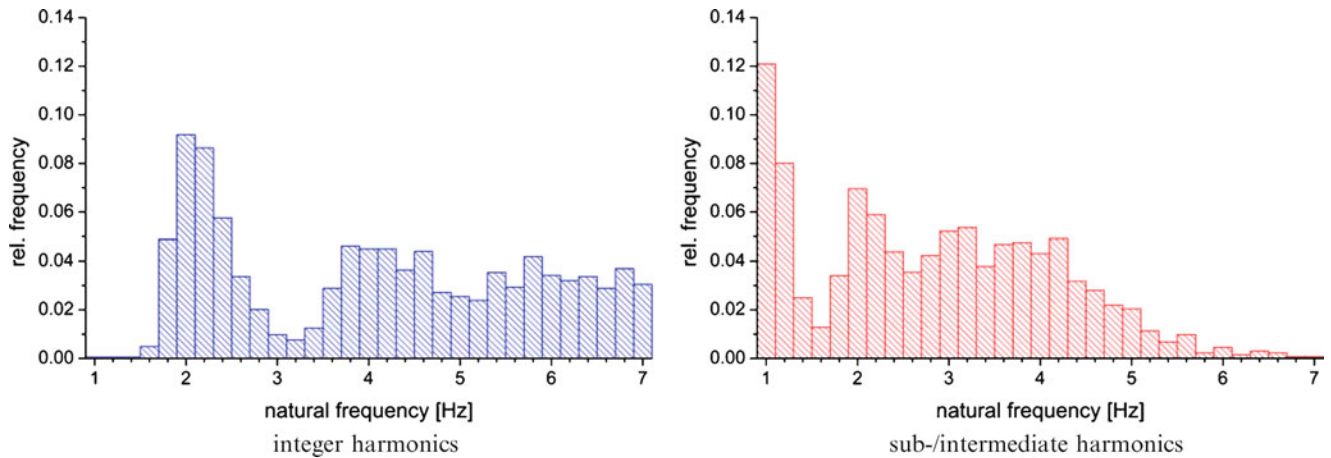 0.14
0.12
0.10
0.08
0.06
0.04
0.02
0.00
rel. frequency
1 2 3 4 5 6 7
natural frequency [Hz]
integer harmonics
0.14
0.12
0.10
0.08
0.06
0.04
0.02
0.00
rel. frequency
1 2 3 4 5 6 7
natural frequency [Hz]
sub-/intermediate harmonics